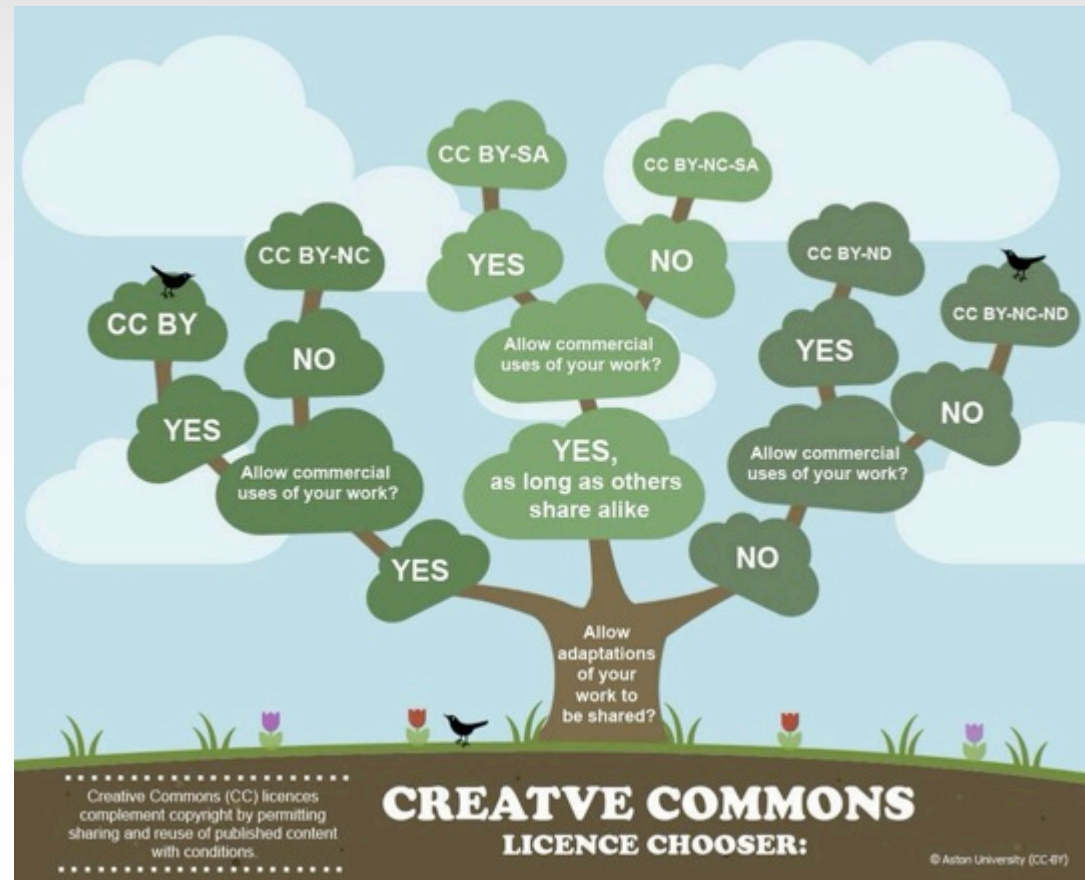 CC BY-SA
CC BY-NC-SA
CC BY-NC
CC BY-ND
CC BY
CC BY-NC-ND
YES
NO
NO
YES
YES
NO
Allow commercial
uses of your work?
Allow commercial
uses of your work?
Allow commercial
uses of your work?
YES,
as long as others
share alike
YES
NO
Allow
adaptations
of your
work to
be shared?
Creative Commons (CC) licences
complement copyright by permitting
sharing and reuse of published content
with conditions.
CREATVE COMMONS
LICENCE CHOOSER:
© Aston University (CC-BY)